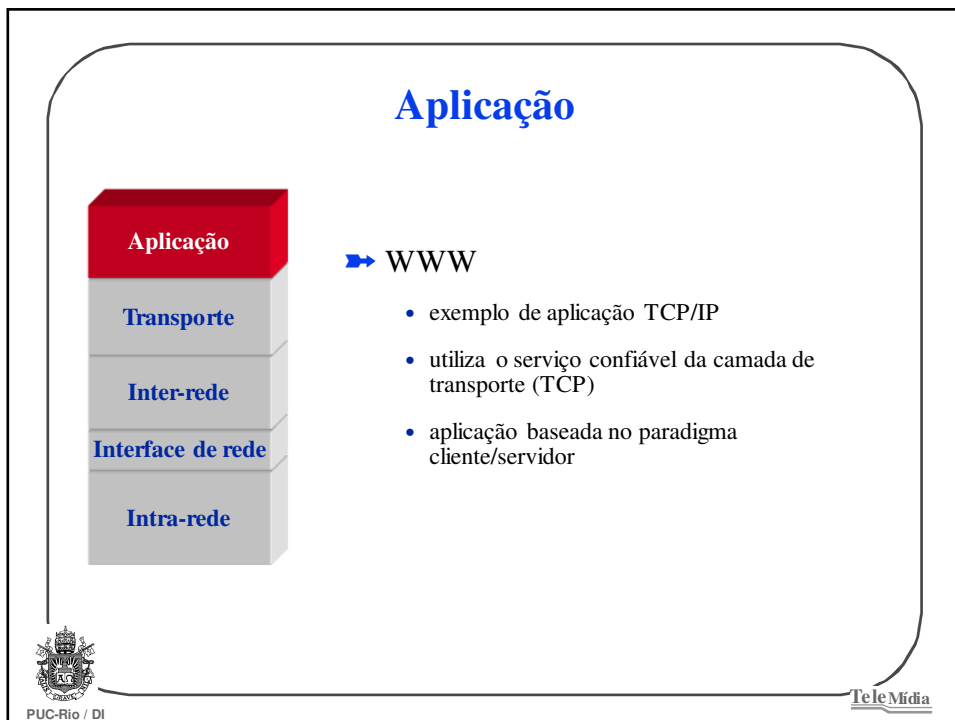 Aplicação
Aplicação
Transporte
Inter-rede
Interface de rede
Intra-rede
WWW
• exemplo de aplicação TCP/IP
• utiliza o serviço confiável da camada de
transporte (TCP)
• aplicação baseada no paradigma
cliente/servidor
PUC-Rio / DI
TeleMídia